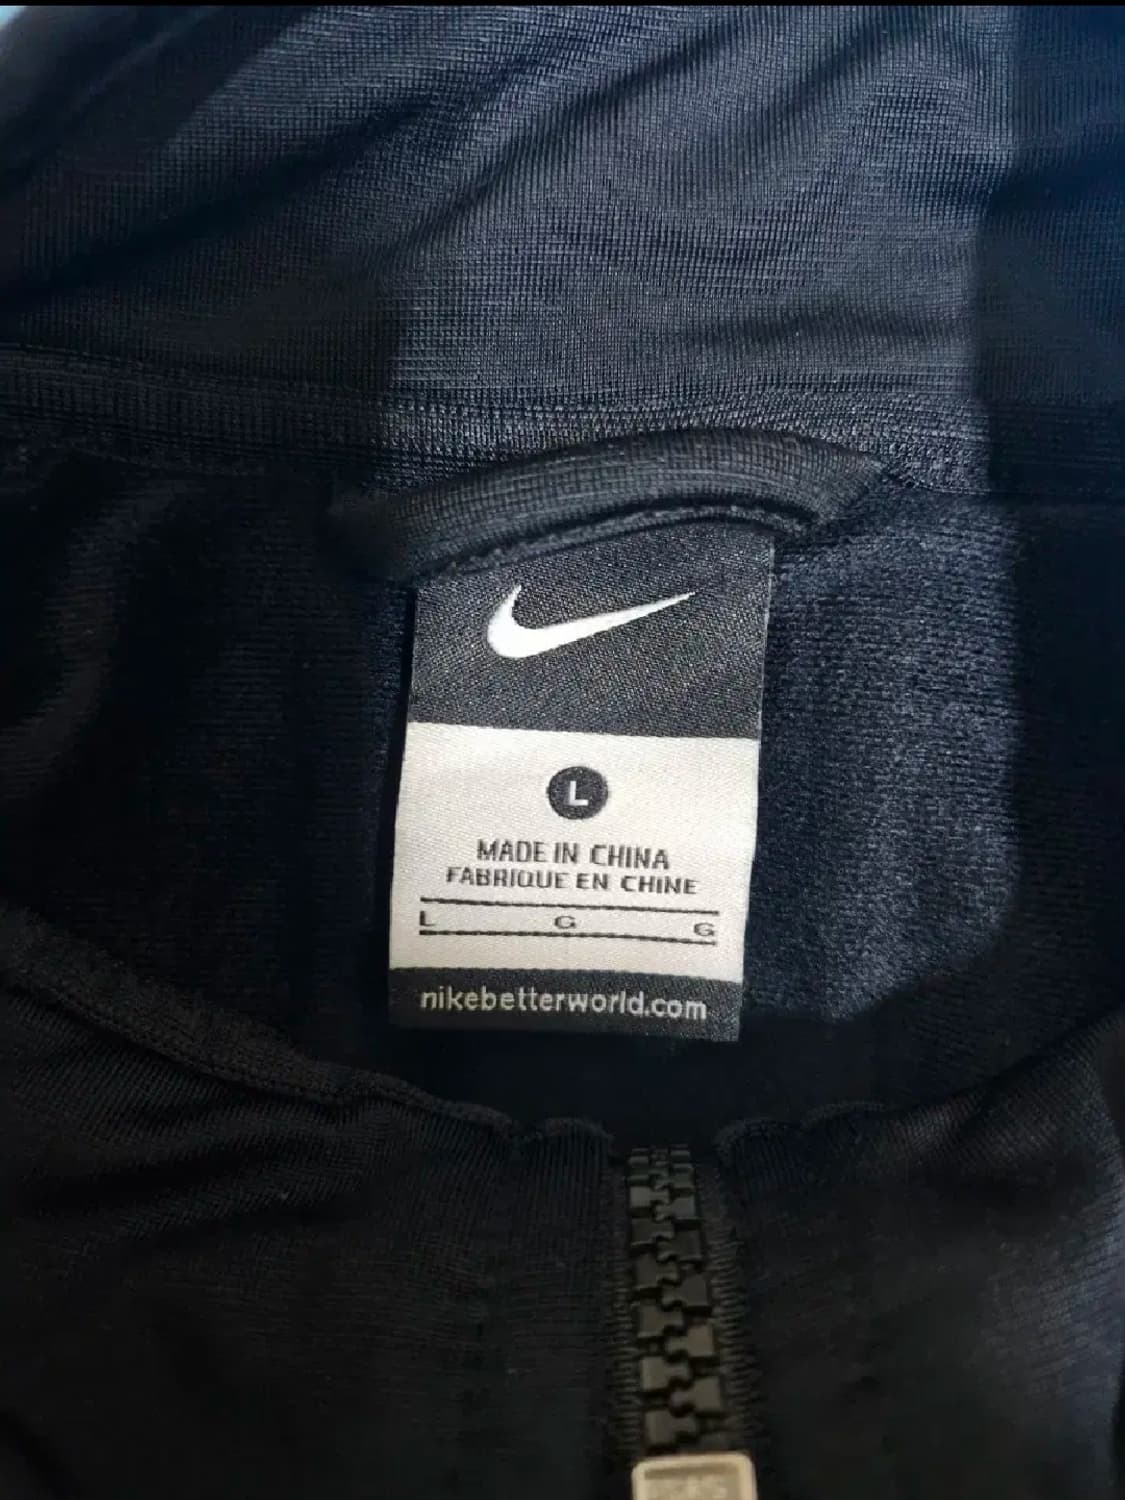 L
MADE IN CHINA
FABRIQUE EN CHINE
L G G
nikebetterworld.com